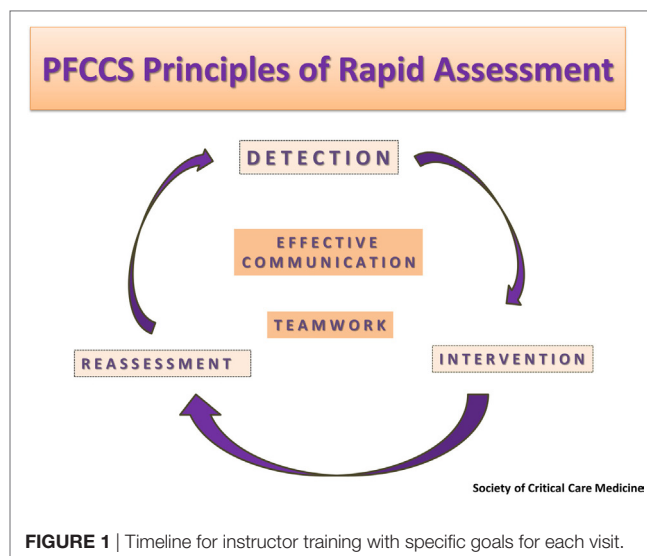 PFCCS Principles of Rapid Assessment
DETECTION
EFFECTIVE
COMMUNICATION
TEAMWORK
REASSESSMENT
INTERVENTION
Society of Critical Care Medicine
FIGURE 1 | Timeline for instructor training with specific goals for each visit.